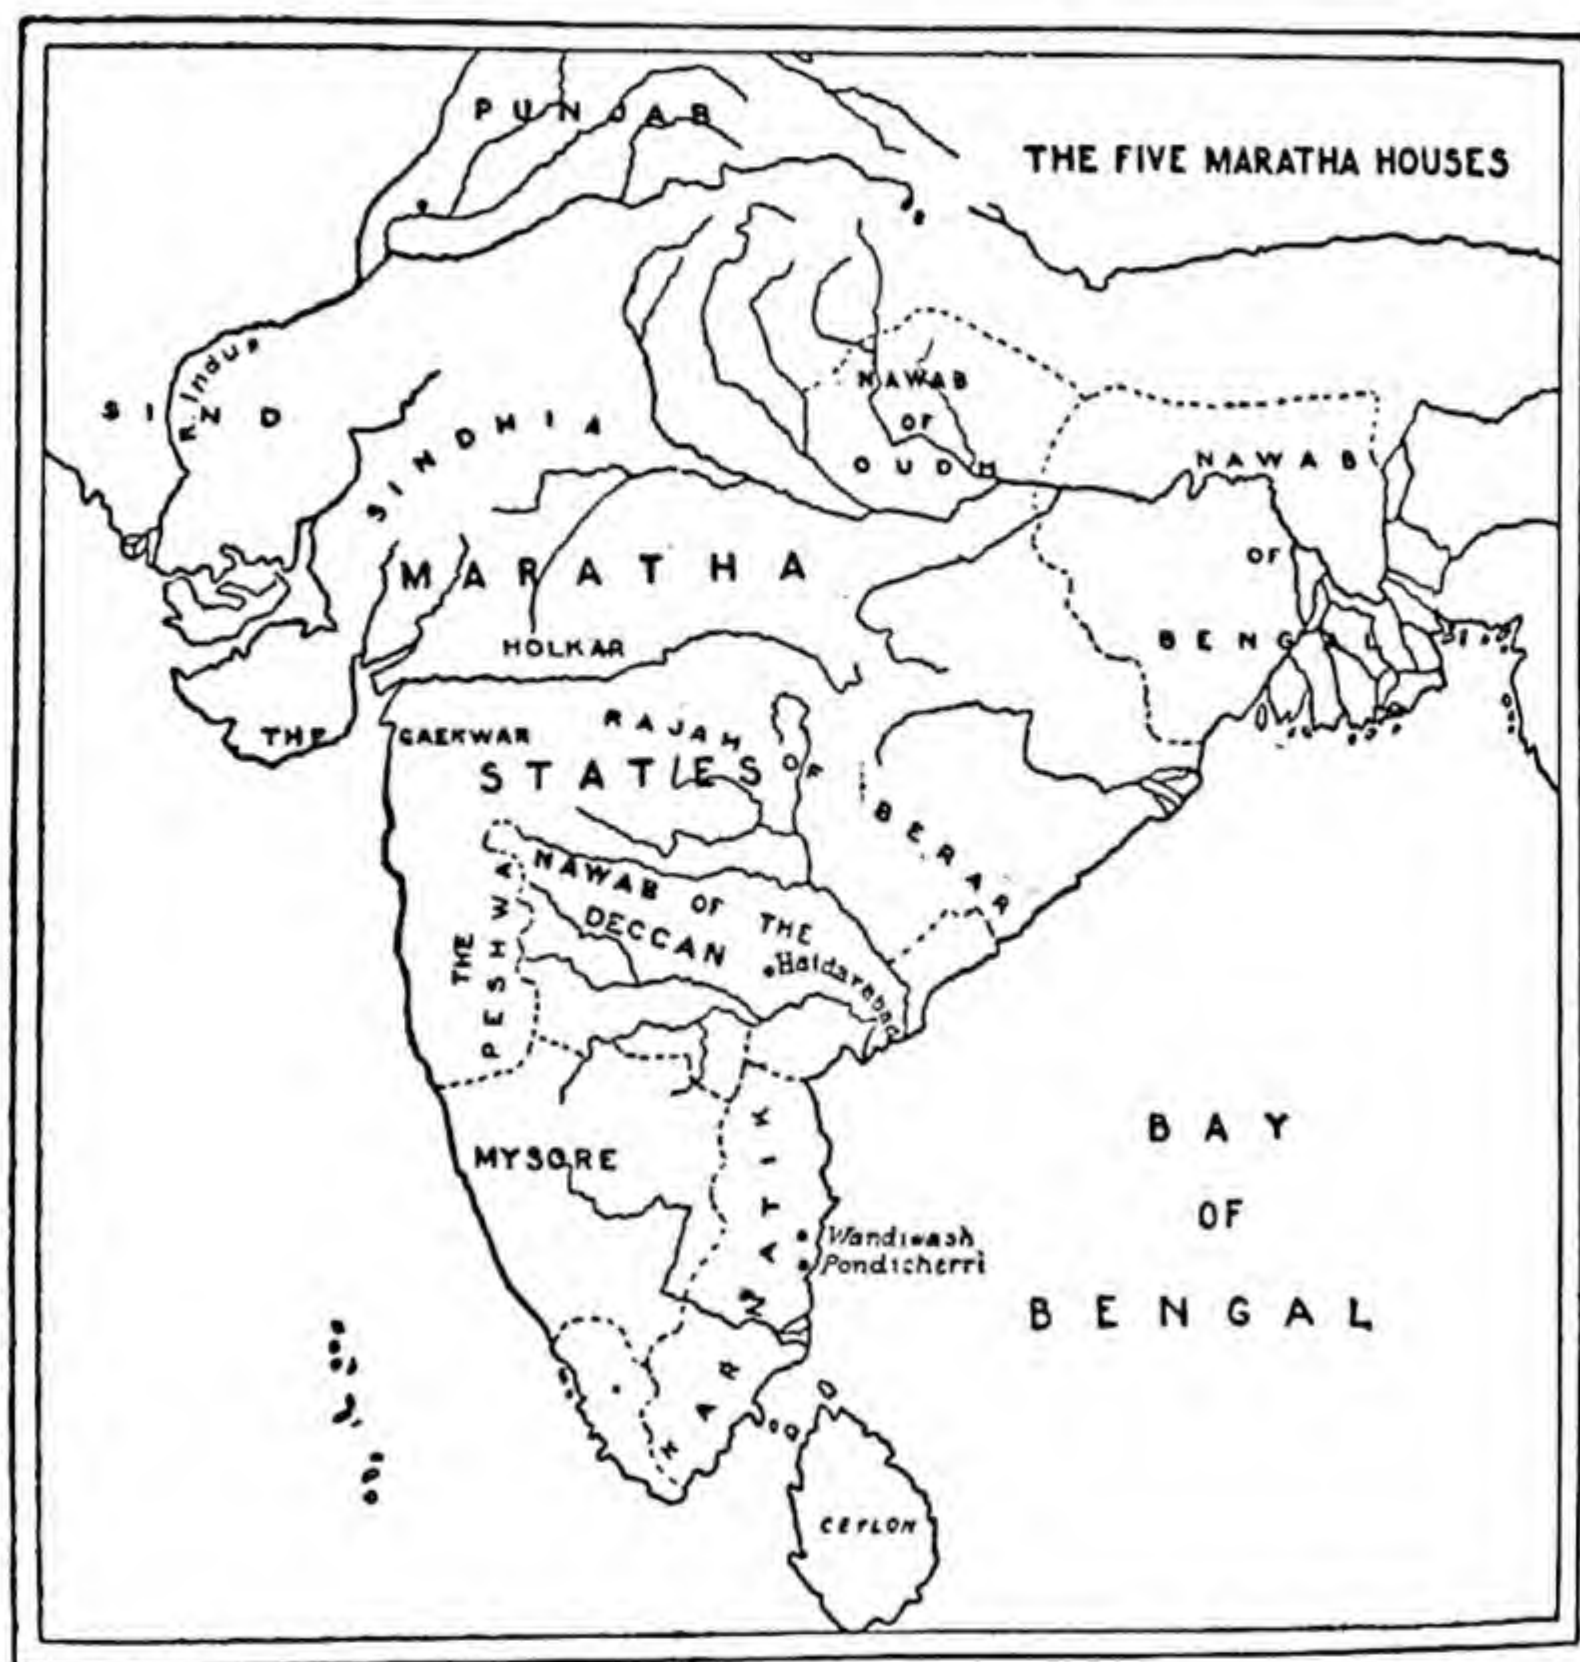 PUNJAB
THE FIVE MARATHA HOUSES
R. Indus
SIND
SINDHIA
NAWAB
OF
OUDH
NAWAB
OF
BENGAL
MARATHA
HOLKAR
THE GAEKWAR
RAJAH OF BERAR
STATES
THE
PESHWA
NAWAB OF THE
DECCAN
Haidarabad
MYSORE
KARNATIK
Wandiwash
Pondicherri
BAY
OF
BENGAL
CEYLON